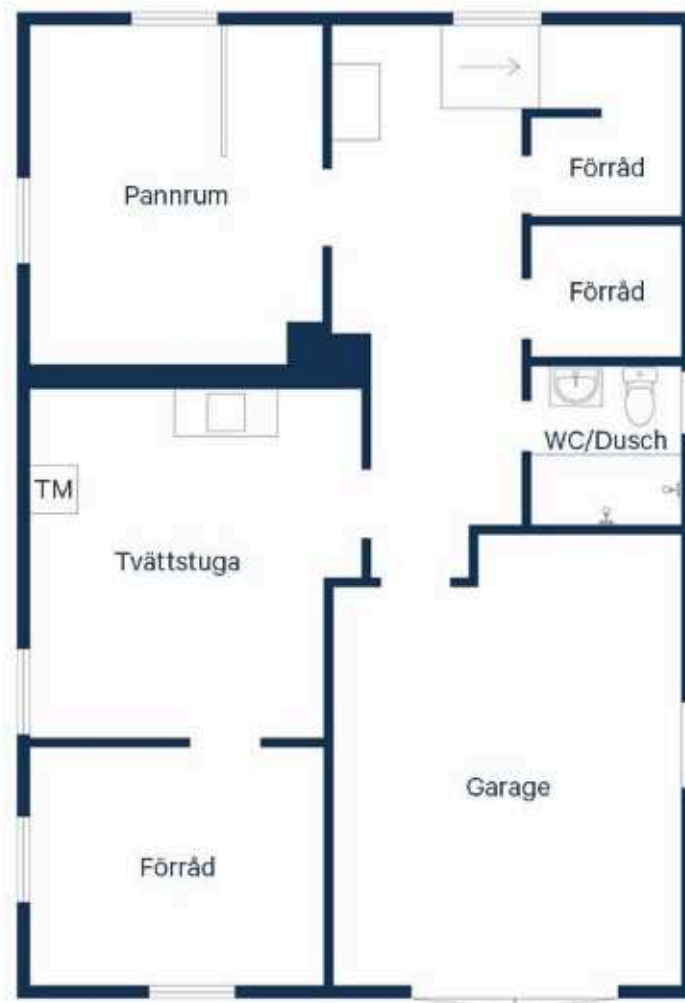 Förråd
Pannrum
Förråd
WC/Dusch
TM
Tvättstuga
Garage
Förråd